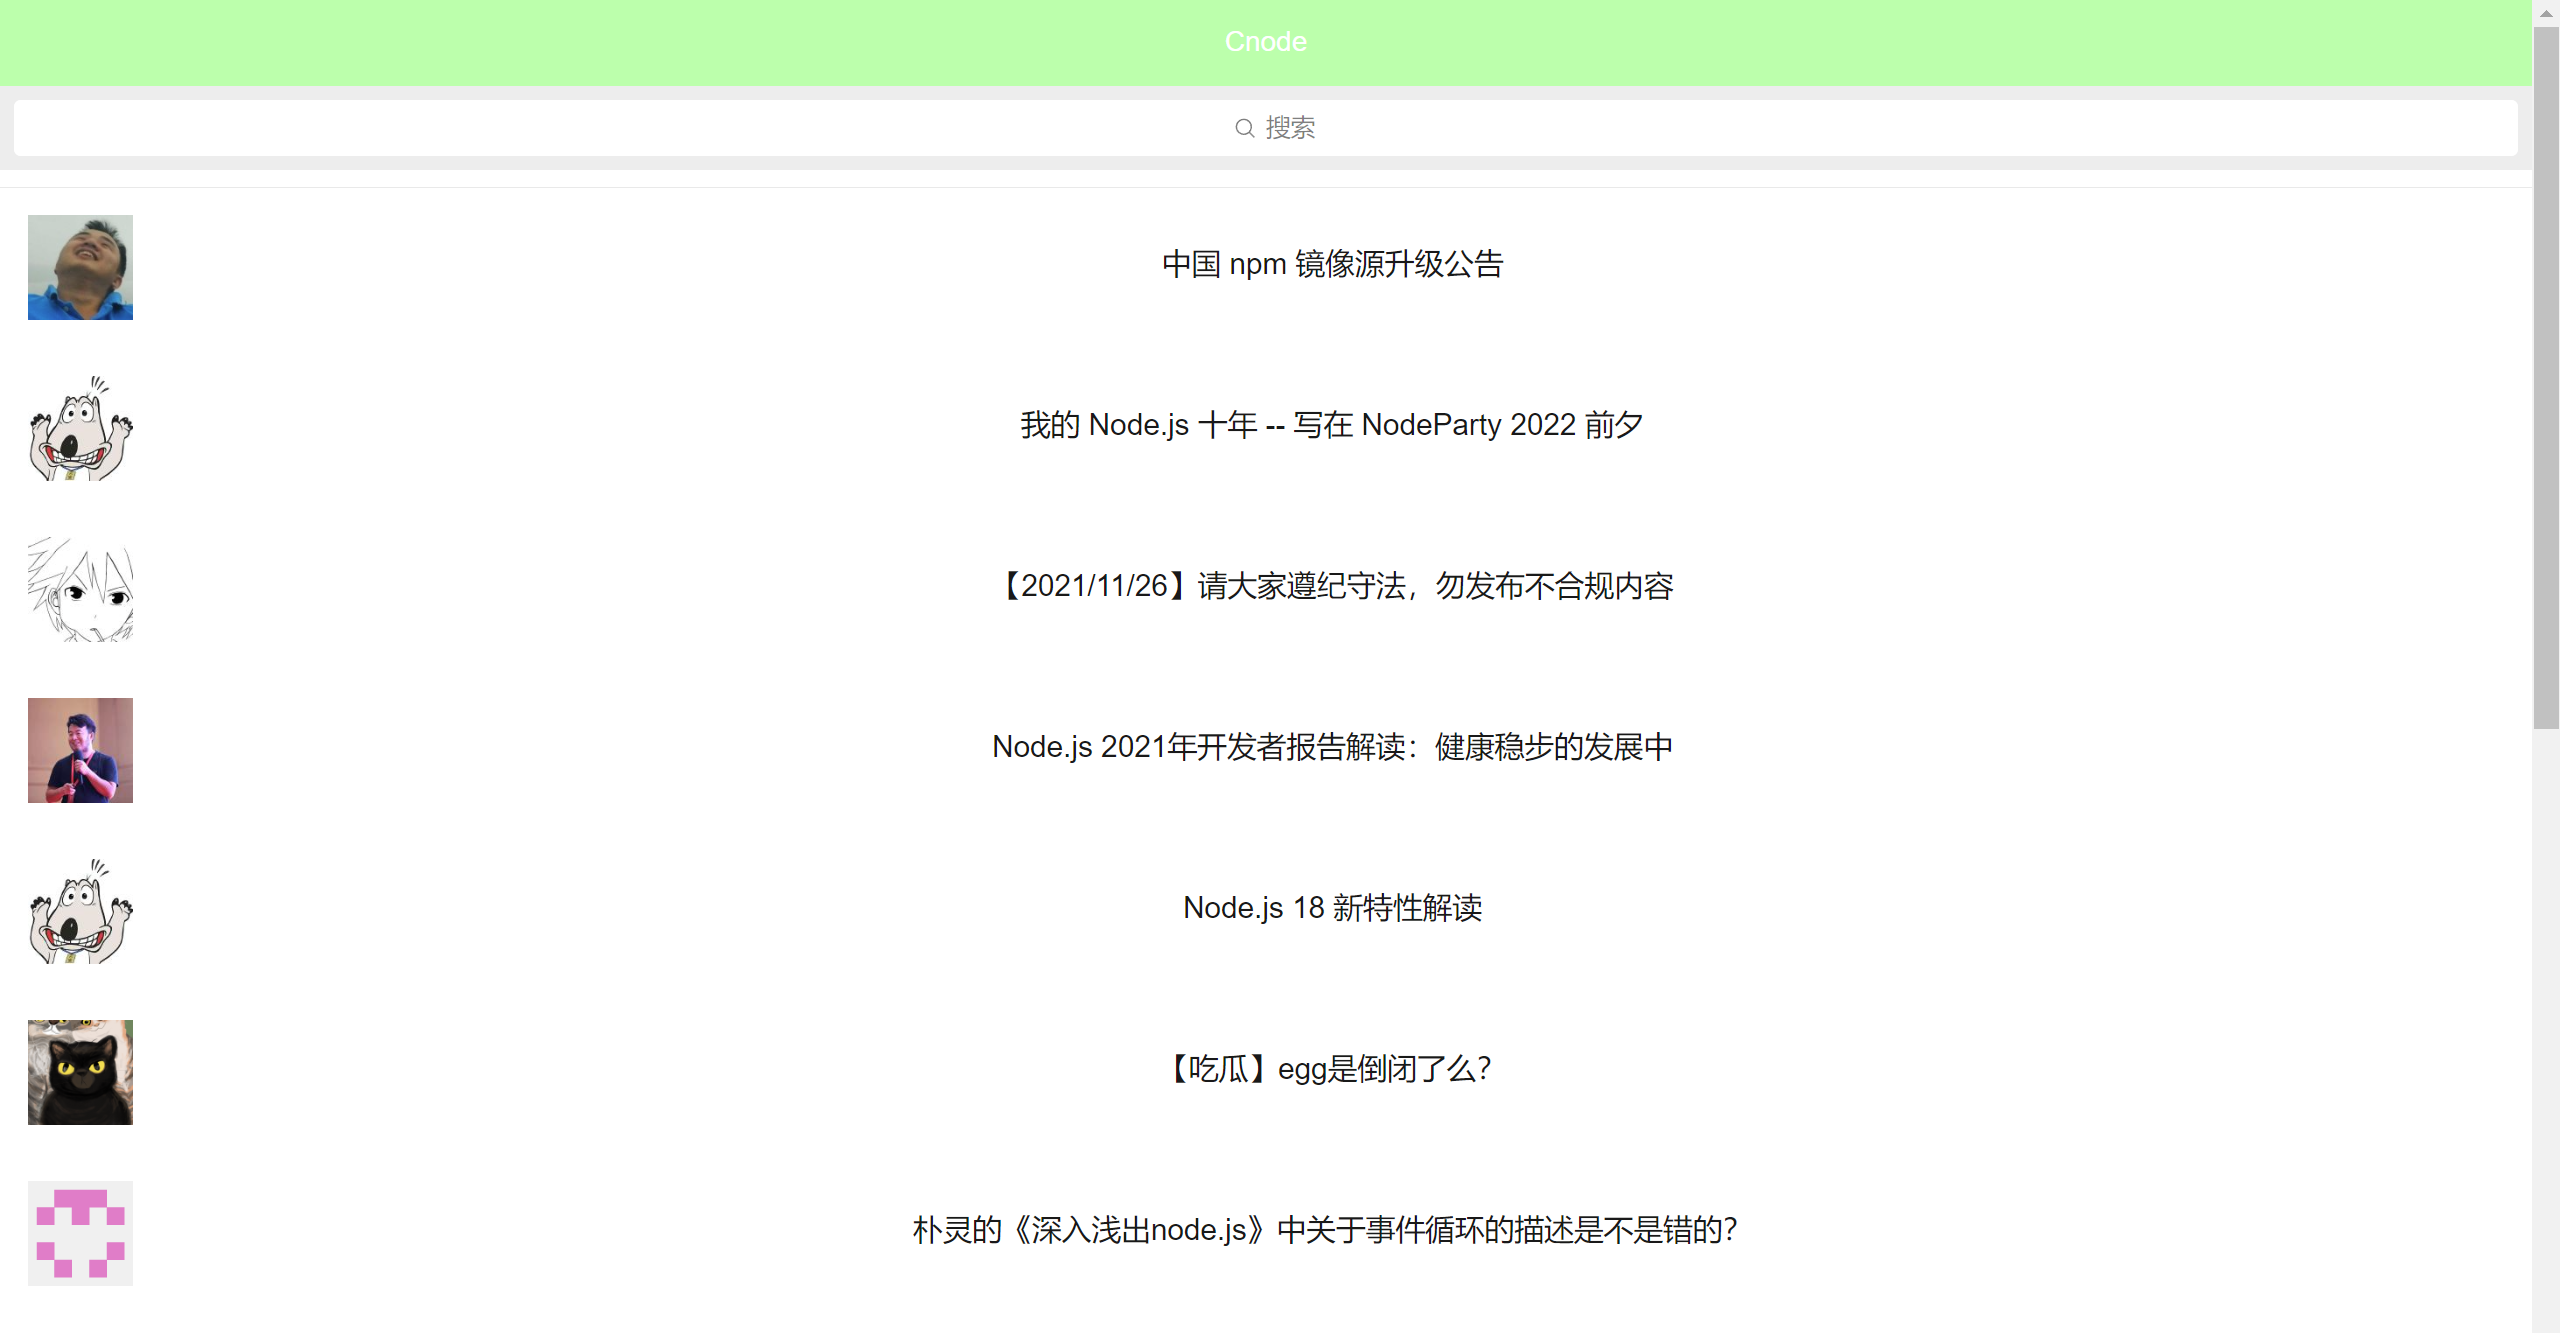 Cnode
搜索
中国 npm 镜像源升级公告
我的 Node.js 十年 -- 写在 NodeParty 2022 前夕
【2021/11/26】请大家遵纪守法，勿发布不合规内容
Node.js 2021年开发者报告解读：健康稳步的发展中
Node.js 18 新特性解读
【吃瓜】egg是倒闭了么？
朴灵的《深入浅出node.js》中关于事件循环的描述是不是错的？